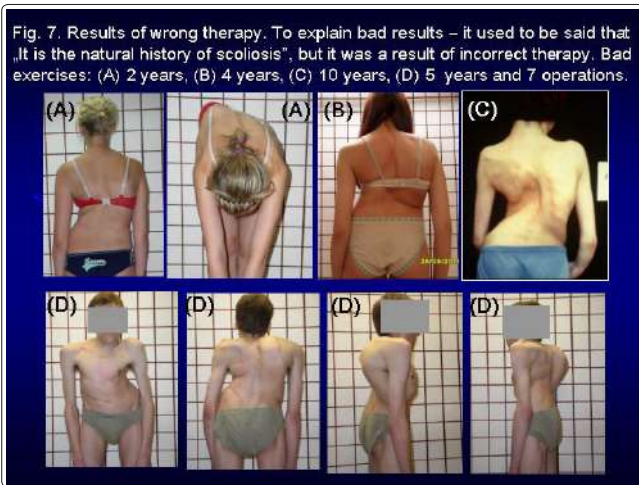 Fig. 7. Results of wrong therapy. To explain bad results – it used to be said that
„It is the natural history of scoliosis", but it was a result of incorrect therapy. Bad
exercises: (A) 2 years, (B) 4 years, (C) 10 years, (D) 5 years and 7 operations.
(A) (A) (B) (C)
(D) (D) (D) (D)